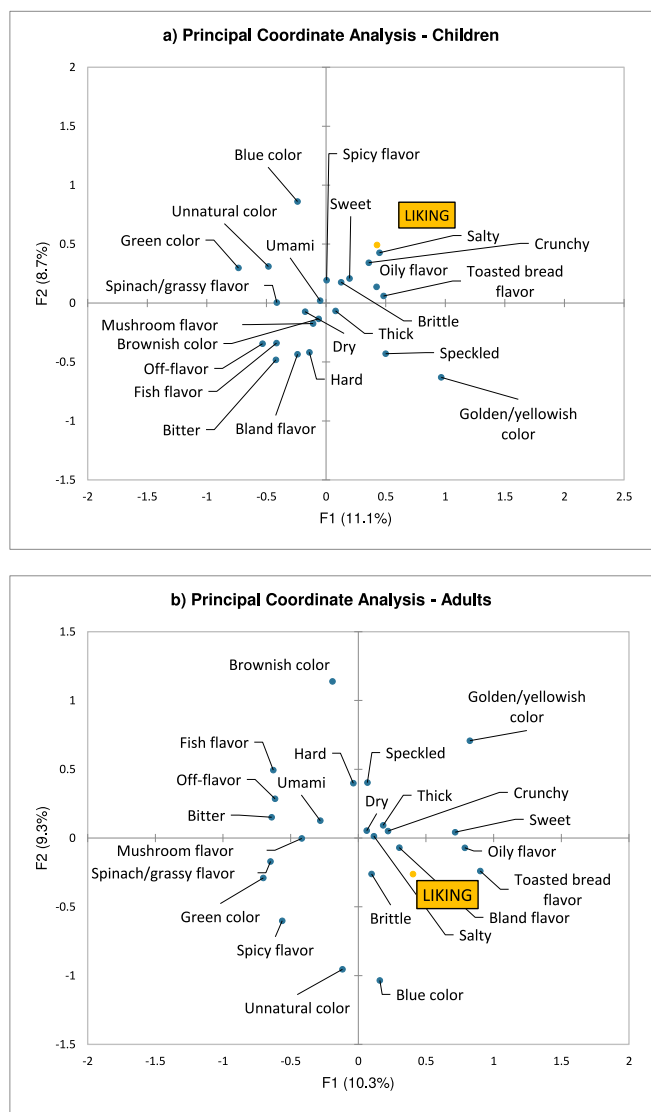 a) Principal Coordinate Analysis - Children
2
1.5
1
0.5
0
-0.5
-1
-1.5
F2 (8.7%)
Blue color
Spicy flavor
Unnatural color
Sweet
LIKING
Green color
Umami
Salty
Crunchy
Spinach/grassy flavor
Oily flavor
Toasted bread
flavor
Mushroom flavor
Brownish color
Dry
Thick
Brittle
Off-flavor
Speckled
Fish flavor
Hard
Golden/yellowish
color
Bitter
Bland flavor
-2
-1.5
-1
-0.5
0
0.5
1
1.5
2
2.5
F1 (11.1%)
b) Principal Coordinate Analysis - Adults
1.5
1
0.5
0
-0.5
-1
-1.5
F2 (9.3%)
Brownish color
Golden/yellowish
color
Fish flavor
Hard
Speckled
Off-flavor
Umami
Dry
Thick
Crunchy
Bitter
Sweet
Mushroom flavor
Oily flavor
Spinach/grassy flavor
Toasted bread
flavor
Green color
LIKING
Brittle
Bland flavor
Salty
Spicy flavor
Unnatural color
Blue color
-2
-1.5
-1
-0.5
0
0.5
1
1.5
2
F1 (10.3%)